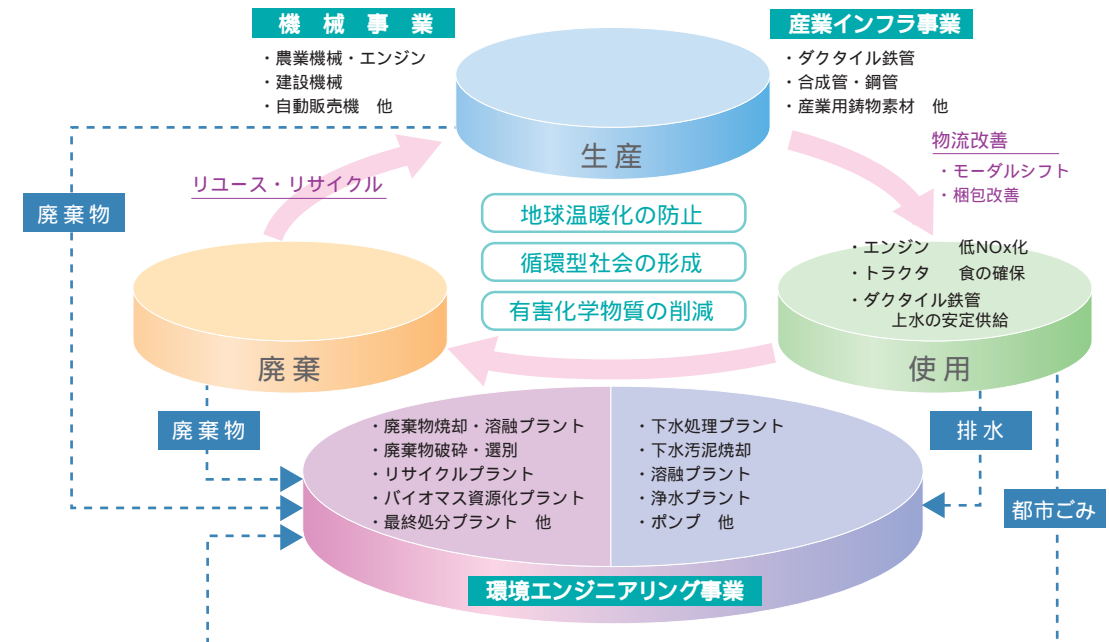 機械事業
・農業機械・エンジン
・建設機械
・自動販売機　他
産業インフラ事業
・ダクタイル鉄管
・合成管・鋼管
・産業用鋳物素材　他
生産
物流改善
・モーダルシフト
・梱包改善
リユース・リサイクル
廃棄物
地球温暖化の防止
循環型社会の形成
有害化学物質の削減
・エンジン　低NOx化
・トラクタ　食の確保
・ダクタイル鉄管
上水の安定供給
使用
廃棄
廃棄物
排水
都市ごみ
・廃棄物焼却・溶融プラント
・廃棄物破砕・選別
・リサイクルプラント
・バイオマス資源化プラント
・最終処分プラント　他
・下水処理プラント
・下水汚泥焼却
・溶融プラント
・浄水プラント
・ポンプ　他
環境エンジニアリング事業